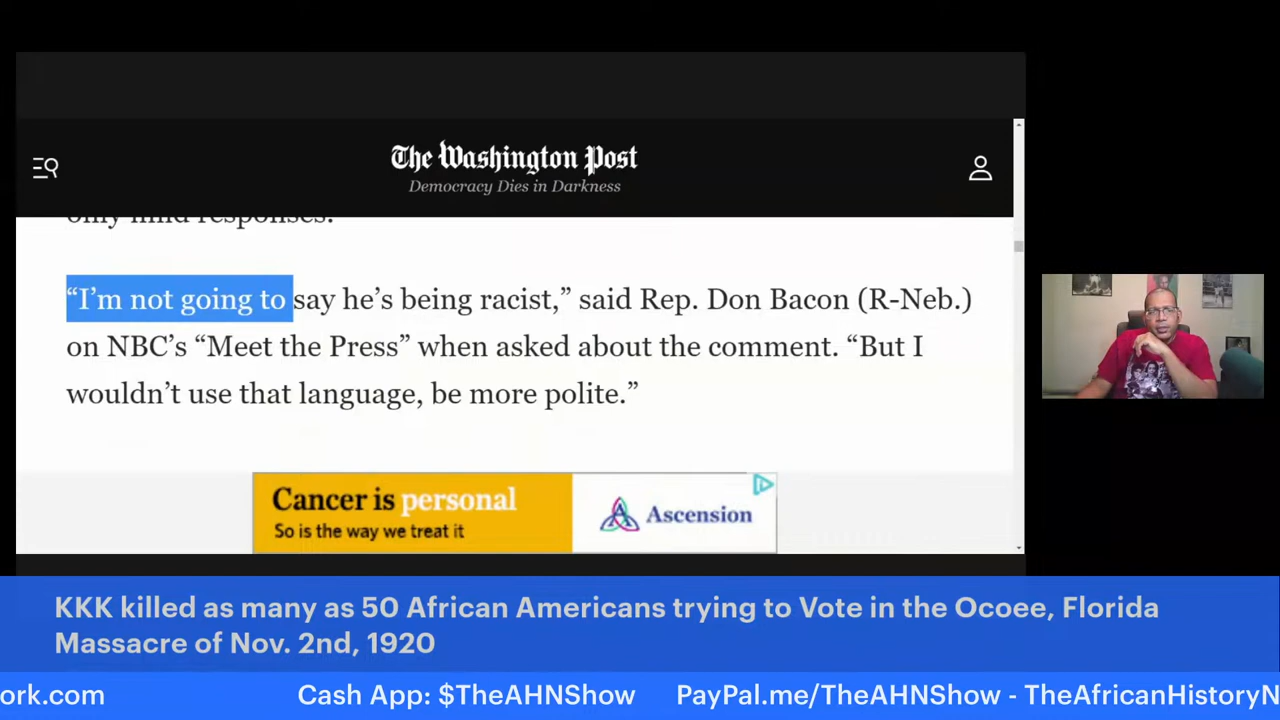 The Washington Post
Democracy Dies in Darkness
only mild responses.
“I’m not going to say he’s being racist,” said Rep. Don Bacon (R-Neb.)
on NBC’s “Meet the Press” when asked about the comment. “But I
wouldn’t use that language, be more polite.”
Cancer is personal
So is the way we treat it
Ascension
KKK killed as many as 50 African Americans trying to Vote in the Ocoee, Florida
Massacre of Nov. 2nd, 1920
ork.com Cash App: $TheAHNShow PayPal.me/TheAHNShow - TheAfricanHistoryN